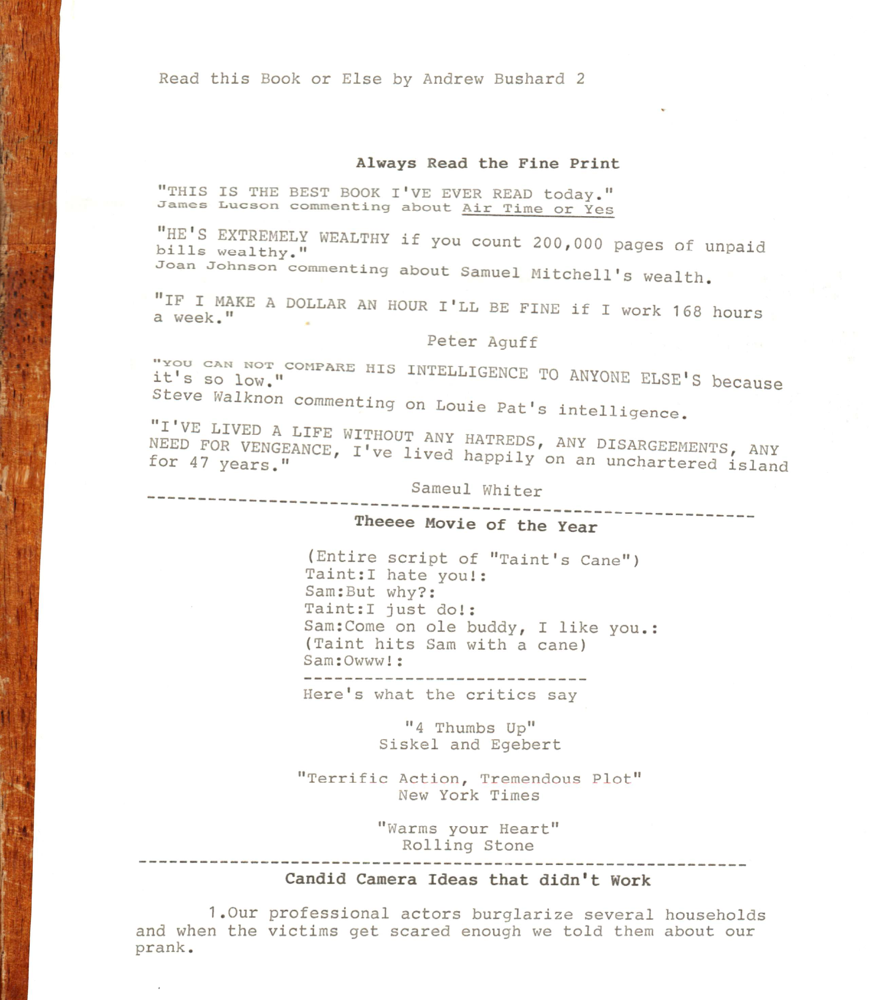 Read this Book or Else by Andrew Bushard 2
Always Read the Fine Print
"THIS IS THE BEST BOOK I'VE EVER READ today."
James Lucson commenting about Air Time or Yes
"HE'S EXTREMELY WEALTHY if you count 200,000 pages of unpaid
bills wealthy."
Joan Johnson commenting about Samuel Mitchell's wealth.
"IF I MAKE A DOLLAR AN HOUR I'LL BE FINE if I work 168 hours
a week."
Peter Aguff
"YOU CAN NOT COMPARE HIS INTELLIGENCE TO ANYONE ELSE'S because
it's so low."
Steve Walknon commenting on Louie Pat's intelligence.
"I'VE LIVED A LIFE WITHOUT ANY HATREDS, ANY DISARGEEMENTS, ANY
NEED FOR VENGEANCE, I've lived happily on an unchartered island
for 47 years."
Sameul Whiter
---------------------------------------------------------------
Theeee Movie of the Year
(Entire script of "Taint's Cane")
Taint:I hate you!:
Sam:But why?:
Taint:I just do!:
Sam:Come on ole buddy, I like you.:
(Taint hits Sam with a cane)
Sam:Owww!:
----------------------------
Here's what the critics say
"4 Thumbs Up"
Siskel and Egebert
"Terrific Action, Tremendous Plot"
New York Times
"Warms your Heart"
Rolling Stone
------------------------------------------------------------
Candid Camera Ideas that didn't Work
1.Our professional actors burglarize several households
and when the victims get scared enough we told them about our
prank.